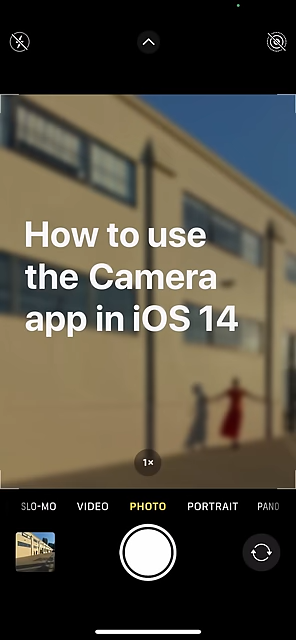 How to use
the Camera
app in iOS 14
1×
SLO-MO VIDEO PHOTO PORTRAIT PANO